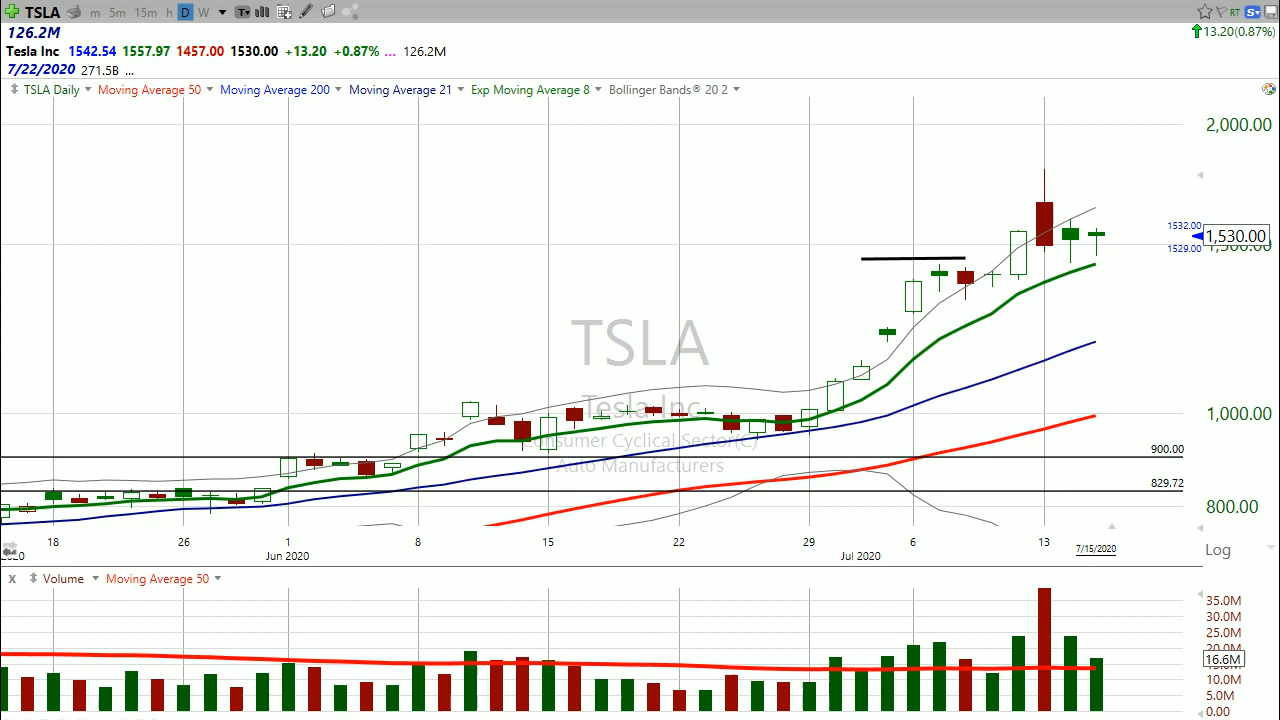 TSLA m 5m 15m h D W T RT S
126.2M 13.20(0.87%)
Tesla Inc 1542.54 1557.97 1457.00 1530.00 +13.20 +0.87% ... 126.2M
7/22/2020 271.5B ...
TSLA Daily Moving Average 50 Moving Average 200 Moving Average 21 Exp Moving Average 8 Bollinger Bands® 20 2
2,000.00
1532.00
1,530.00
1529.00
TSLA
Tesla Inc
1,000.00
Consumer Cyclical Sector(C)
900.00
Auto Manufacturers
829.72
800.00
18 26 1 8 15 22 29 6 13
Jun 2020 Jul 2020 7/15/2020
Log
x Volume Moving Average 50
35.0M
30.0M
25.0M
20.0M
16.6M
10.0M
5.0M
0.00